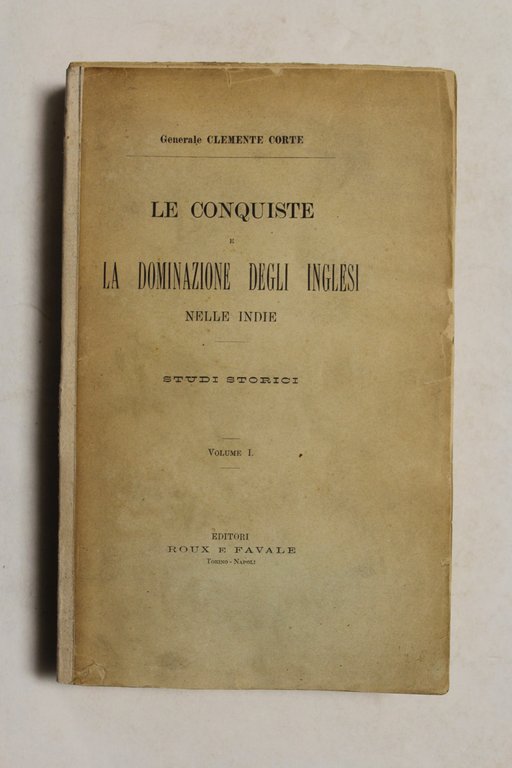 Generale CLEMENTE CORTE
LE CONQUISTE
E
LA DOMINAZIONE DEGLI INGLESI
NELLE INDIE
STUDI STORICI
VOLUME I.
EDITORI
ROUX E FAVALE
TORINO - NAPOLI